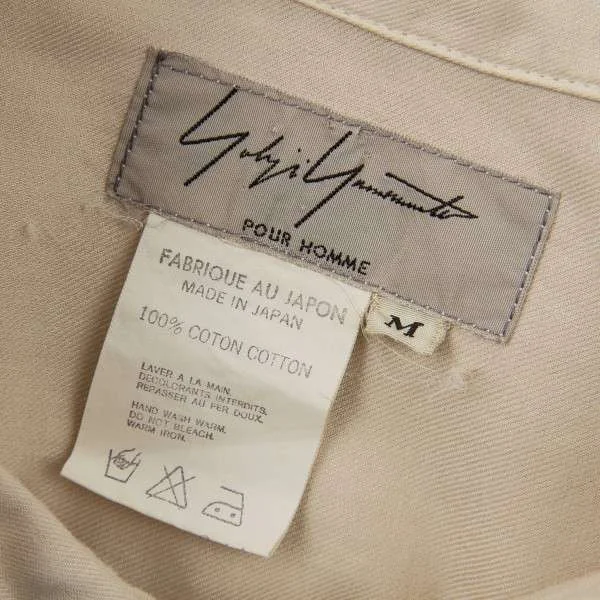 Yohji Yamamoto
POUR HOMME
M
FABRIQUE AU JAPON
MADE IN JAPAN
100% COTON COTTON
LAVER A LA MAIN.
DECOLORANTS INTERDITS.
REPASSER AU FER DOUX.
HAND WASH WARM.
DO NOT BLEACH.
WARM IRON.